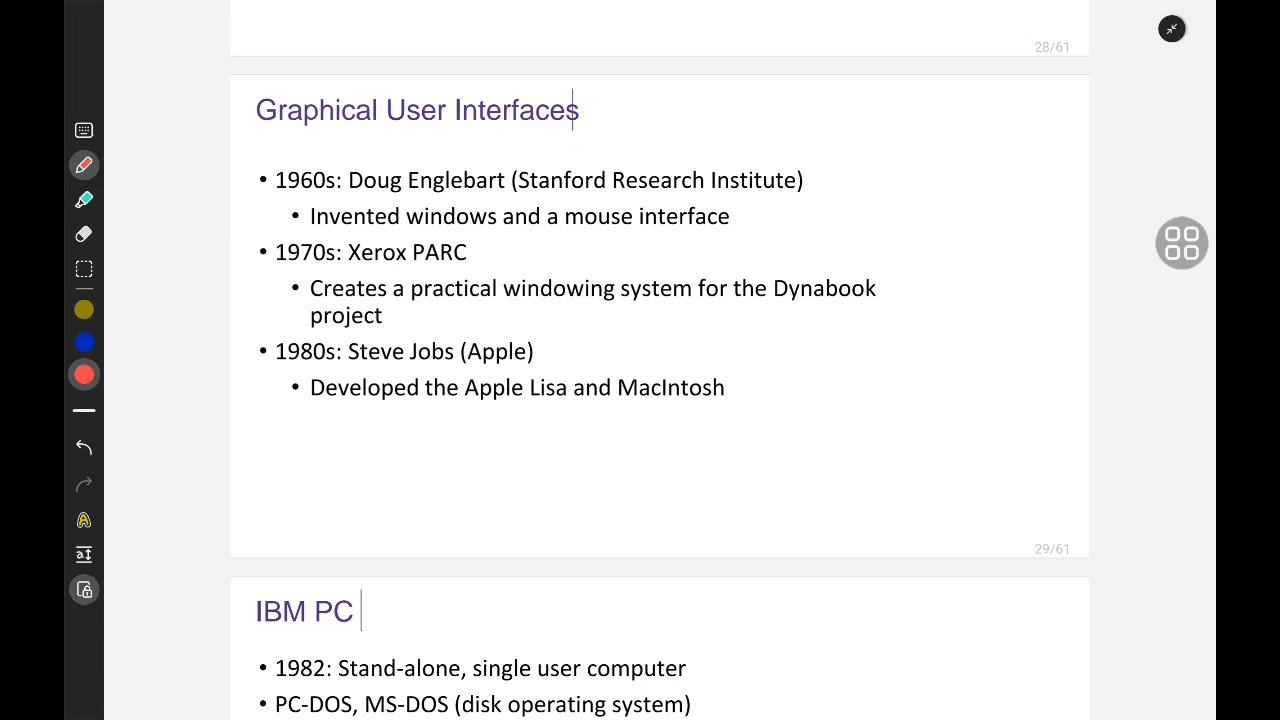 28/61
Graphical User Interfaces
• 1960s: Doug Englebart (Stanford Research Institute)
• Invented windows and a mouse interface
• 1970s: Xerox PARC
• Creates a practical windowing system for the Dynabook
project
• 1980s: Steve Jobs (Apple)
• Developed the Apple Lisa and MacIntosh
29/61
IBM PC
• 1982: Stand-alone, single user computer
• PC-DOS, MS-DOS (disk operating system)